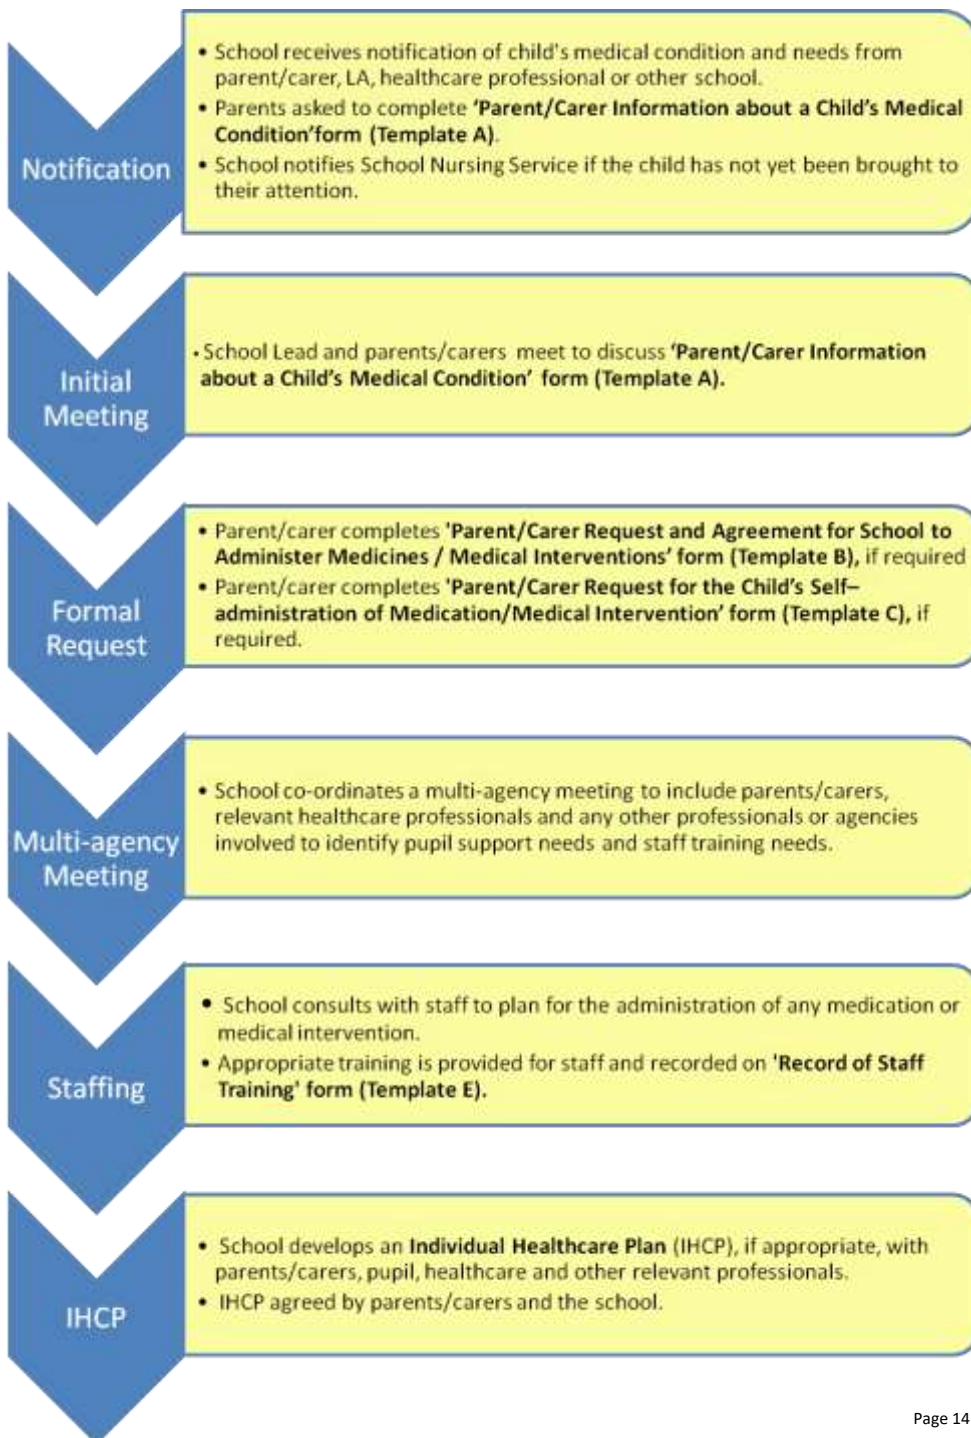 Notification
• School receives notification of child's medical condition and needs from
parent/carer, LA, healthcare professional or other school.
• Parents asked to complete ‘Parent/Carer Information about a Child’s Medical
Condition’form (Template A).
• School notifies School Nursing Service if the child has not yet been brought to
their attention.
Initial
Meeting
• School Lead and parents/carers meet to discuss ‘Parent/Carer Information
about a Child’s Medical Condition’ form (Template A).
Formal
Request
• Parent/carer completes 'Parent/Carer Request and Agreement for School to
Administer Medicines / Medical Interventions’ form (Template B), if required
• Parent/carer completes 'Parent/Carer Request for the Child’s Self–
administration of Medication/Medical Intervention’ form (Template C), if
required.
Multi-agency
Meeting
• School co-ordinates a multi-agency meeting to include parents/carers,
relevant healthcare professionals and any other professionals or agencies
involved to identify pupil support needs and staff training needs.
Staffing
• School consults with staff to plan for the administration of any medication or
medical intervention.
• Appropriate training is provided for staff and recorded on 'Record of Staff
Training' form (Template E).
IHCP
• School develops an Individual Healthcare Plan (IHCP), if appropriate, with
parents/carers, pupil, healthcare and other relevant professionals.
• IHCP agreed by parents/carers and the school.
Page 14